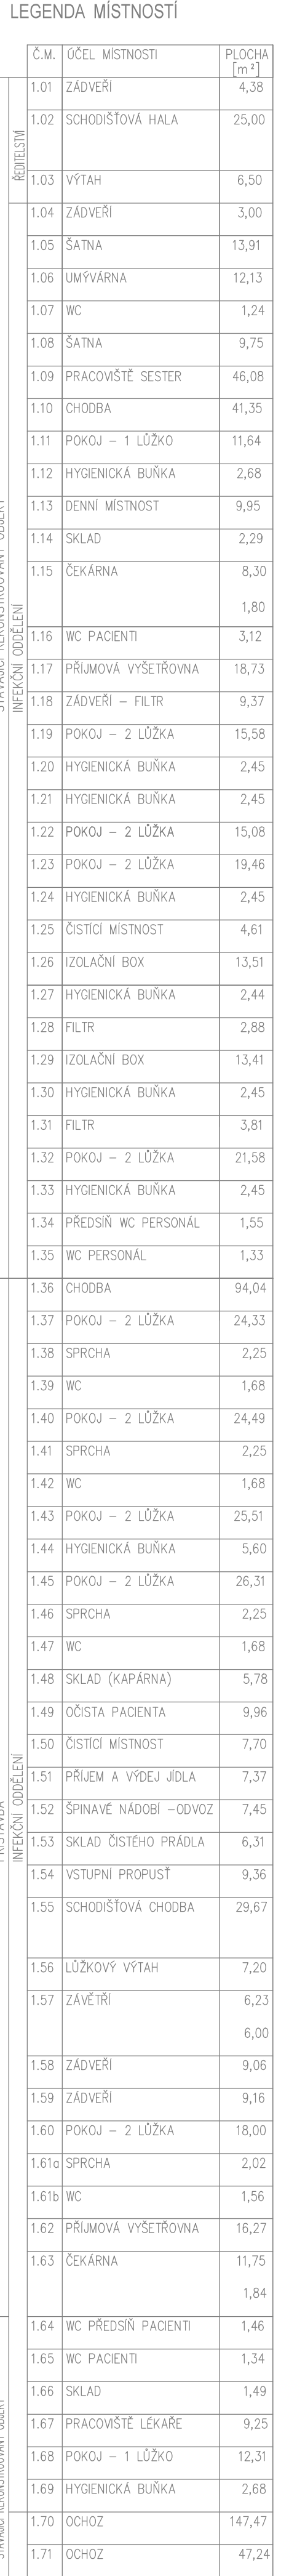 LEGENDA MÍSTNOSTÍ
Č.M. ÚČEL MÍSTNOSTI PLOCHA [m²]
ŘEDITELSTVÍ
1.01 ZÁDVEŘÍ 4,38
1.02 SCHODIŠŤOVÁ HALA 25,00
1.03 VÝTAH 6,50
INFEKČNÍ ODDĚLENÍ
1.04 ZÁDVEŘÍ 3,00
1.05 ŠATNA 13,91
1.06 UMÝVÁRNA 12,13
1.07 WC 1,24
1.08 ŠATNA 9,75
1.09 PRACOVIŠTĚ SESTER 46,08
1.10 CHODBA 41,35
1.11 POKOJ – 1 LŮŽKO 11,64
1.12 HYGIENICKÁ BUŇKA 2,68
1.13 DENNÍ MÍSTNOST 9,95
1.14 SKLAD 2,29
1.15 ČEKÁRNA 8,30
1,80
1.16 WC PACIENTI 3,12
1.17 PŘÍJMOVÁ VYŠETŘOVNA 18,73
1.18 ZÁDVEŘÍ – FILTR 9,37
1.19 POKOJ – 2 LŮŽKA 15,58
1.20 HYGIENICKÁ BUŇKA 2,45
1.21 HYGIENICKÁ BUŇKA 2,45
1.22 POKOJ – 2 LŮŽKA 15,08
1.23 POKOJ – 2 LŮŽKA 19,46
1.24 HYGIENICKÁ BUŇKA 2,45
1.25 ČISTÍCÍ MÍSTNOST 4,61
1.26 IZOLAČNÍ BOX 13,51
1.27 HYGIENICKÁ BUŇKA 2,44
1.28 FILTR 2,88
1.29 IZOLAČNÍ BOX 13,41
1.30 HYGIENICKÁ BUŇKA 2,45
1.31 FILTR 3,81
1.32 POKOJ – 2 LŮŽKA 21,58
1.33 HYGIENICKÁ BUŇKA 2,45
1.34 PŘEDSÍŇ WC PERSONÁL 1,55
1.35 WC PERSONÁL 1,33
INFEKČNÍ ODDĚLENÍ
1.36 CHODBA 94,04
1.37 POKOJ – 2 LŮŽKA 24,33
1.38 SPRCHA 2,25
1.39 WC 1,68
1.40 POKOJ – 2 LŮŽKA 24,49
1.41 SPRCHA 2,25
1.42 WC 1,68
1.43 POKOJ – 2 LŮŽKA 25,51
1.44 HYGIENICKÁ BUŇKA 5,60
1.45 POKOJ – 2 LŮŽKA 26,31
1.46 SPRCHA 2,25
1.47 WC 1,68
1.48 SKLAD (KAPÁRNA) 5,78
1.49 OČISTA PACIENTA 9,96
1.50 ČISTÍCÍ MÍSTNOST 7,70
1.51 PŘÍJEM A VÝDEJ JÍDLA 7,37
1.52 ŠPINAVÉ NÁDOBÍ –ODVOZ 7,45
1.53 SKLAD ČISTÉHO PRÁDLA 6,31
1.54 VSTUPNÍ PROPUSŤ 9,36
1.55 SCHODIŠŤOVÁ CHODBA 29,67
1.56 LŮŽKOVÝ VÝTAH 7,20
1.57 ZÁVĚTŘÍ 6,23
6,00
1.58 ZÁDVEŘÍ 9,06
1.59 ZÁDVEŘÍ 9,16
1.60 POKOJ – 2 LŮŽKA 18,00
1.61a SPRCHA 2,02
1.61b WC 1,56
1.62 PŘÍJMOVÁ VYŠETŘOVNA 16,27
1.63 ČEKÁRNA 11,75
1,84
1.64 WC PŘEDSÍŇ PACIENTI 1,46
1.65 WC PACIENTI 1,34
1.66 SKLAD 1,49
1.67 PRACOVIŠTĚ LÉKAŘE 9,25
1.68 POKOJ – 1 LŮŽKO 12,31
1.69 HYGIENICKÁ BUŇKA 2,68
1.70 OCHOZ 147,47
1.71 OCHOZ 47,24